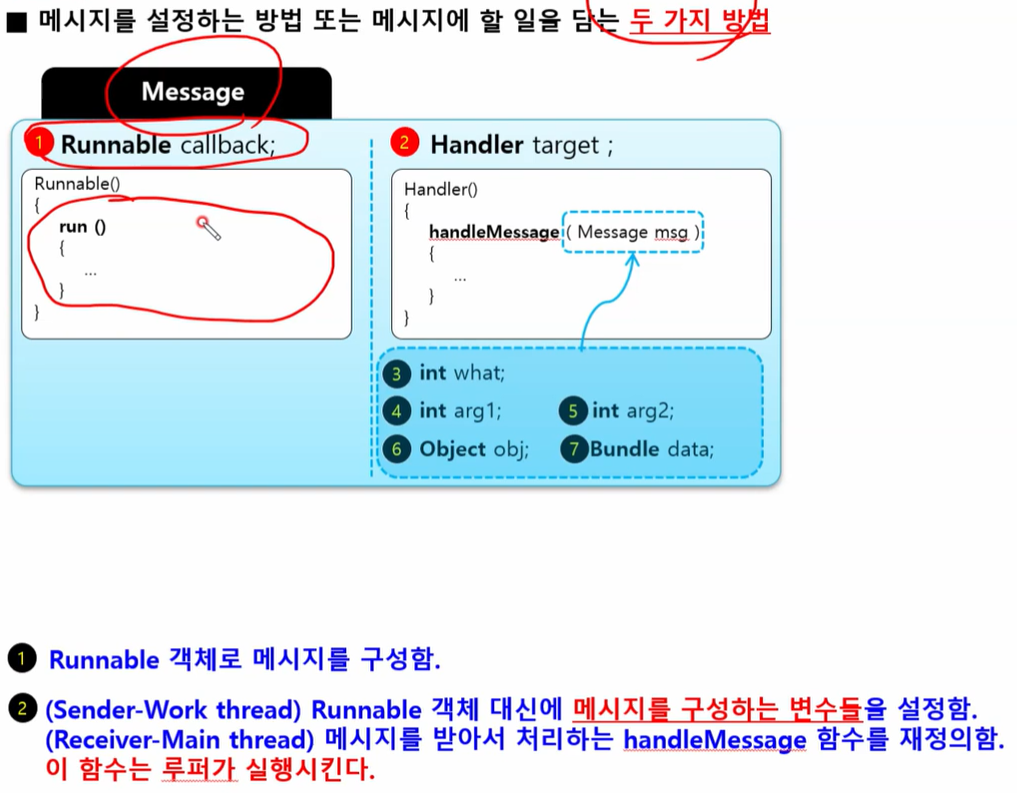 ■ 메시지를 설정하는 방법 또는 메시지에 할 일을 담는 두 가지 방법
Message
1 Runnable callback;
Runnable()
{
run ()
{
...
}
}
2 Handler target ;
Handler()
{
handleMessage ( Message msg )
{
...
}
}
3 int what;
4 int arg1; 5 int arg2;
6 Object obj; 7 Bundle data;
1 Runnable 객체로 메시지를 구성함.
2 (Sender-Work thread) Runnable 객체 대신에 메시지를 구성하는 변수들을 설정함.
(Receiver-Main thread) 메시지를 받아서 처리하는 handleMessage 함수를 재정의함.
이 함수는 루퍼가 실행시킨다.